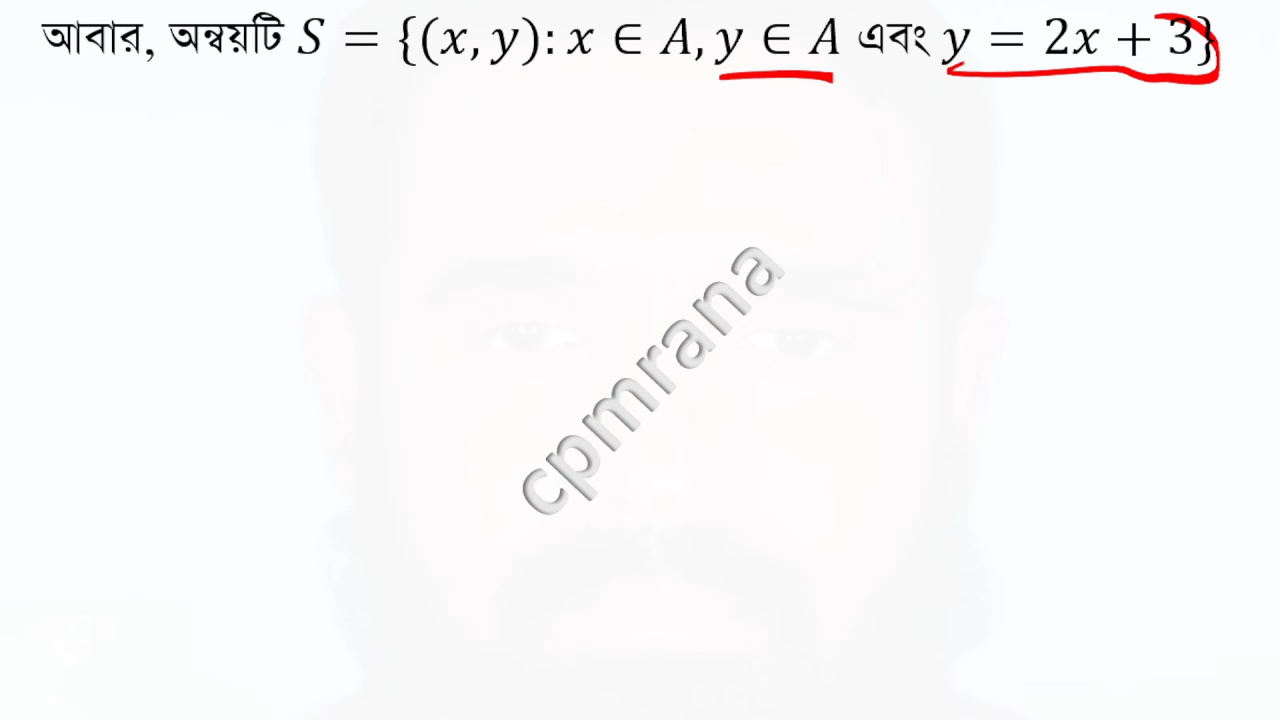 আবার, অন্বয়টি S = {(x, y): x ∈ A, y ∈ A এবং y = 2x + 3}
cpmrana